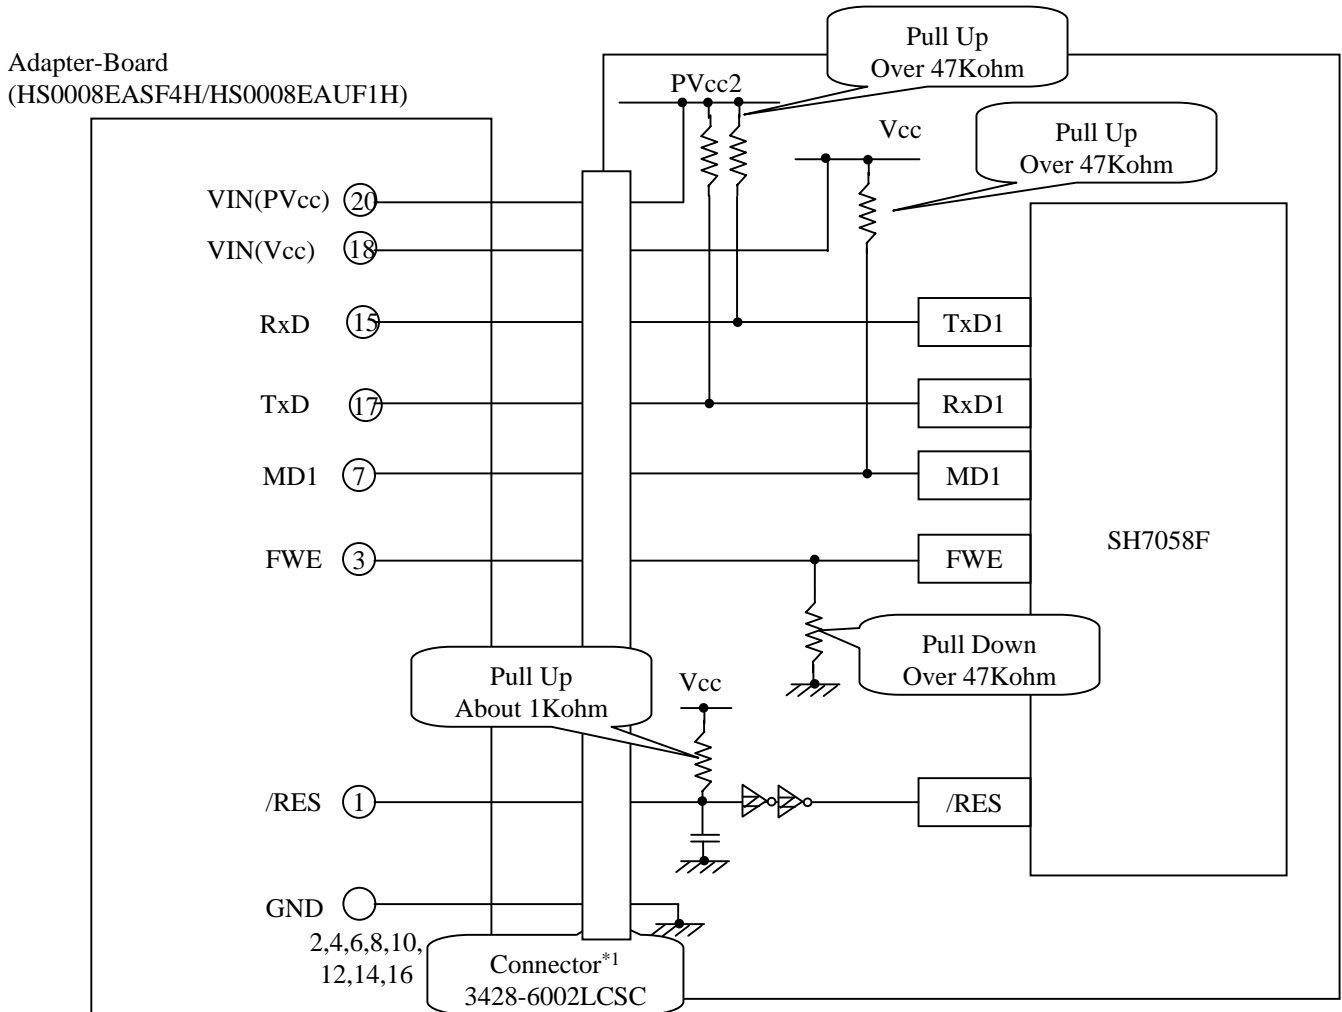 Adapter-Board
(HS0008EASF4H/HS0008EAUF1H)
Pull Up
Over 47Kohm
PVcc2
Vcc
Pull Up
Over 47Kohm
VIN(PVcc) 20
VIN(Vcc) 18
RxD 15
TxD1
TxD 17
RxD1
MD1 7
MD1
FWE 3
FWE
SH7058F
Pull Down
Over 47Kohm
Pull Up
About 1Kohm
Vcc
/RES 1
/RES
GND
2,4,6,8,10,
12,14,16
Connector*1
3428-6002LCSC